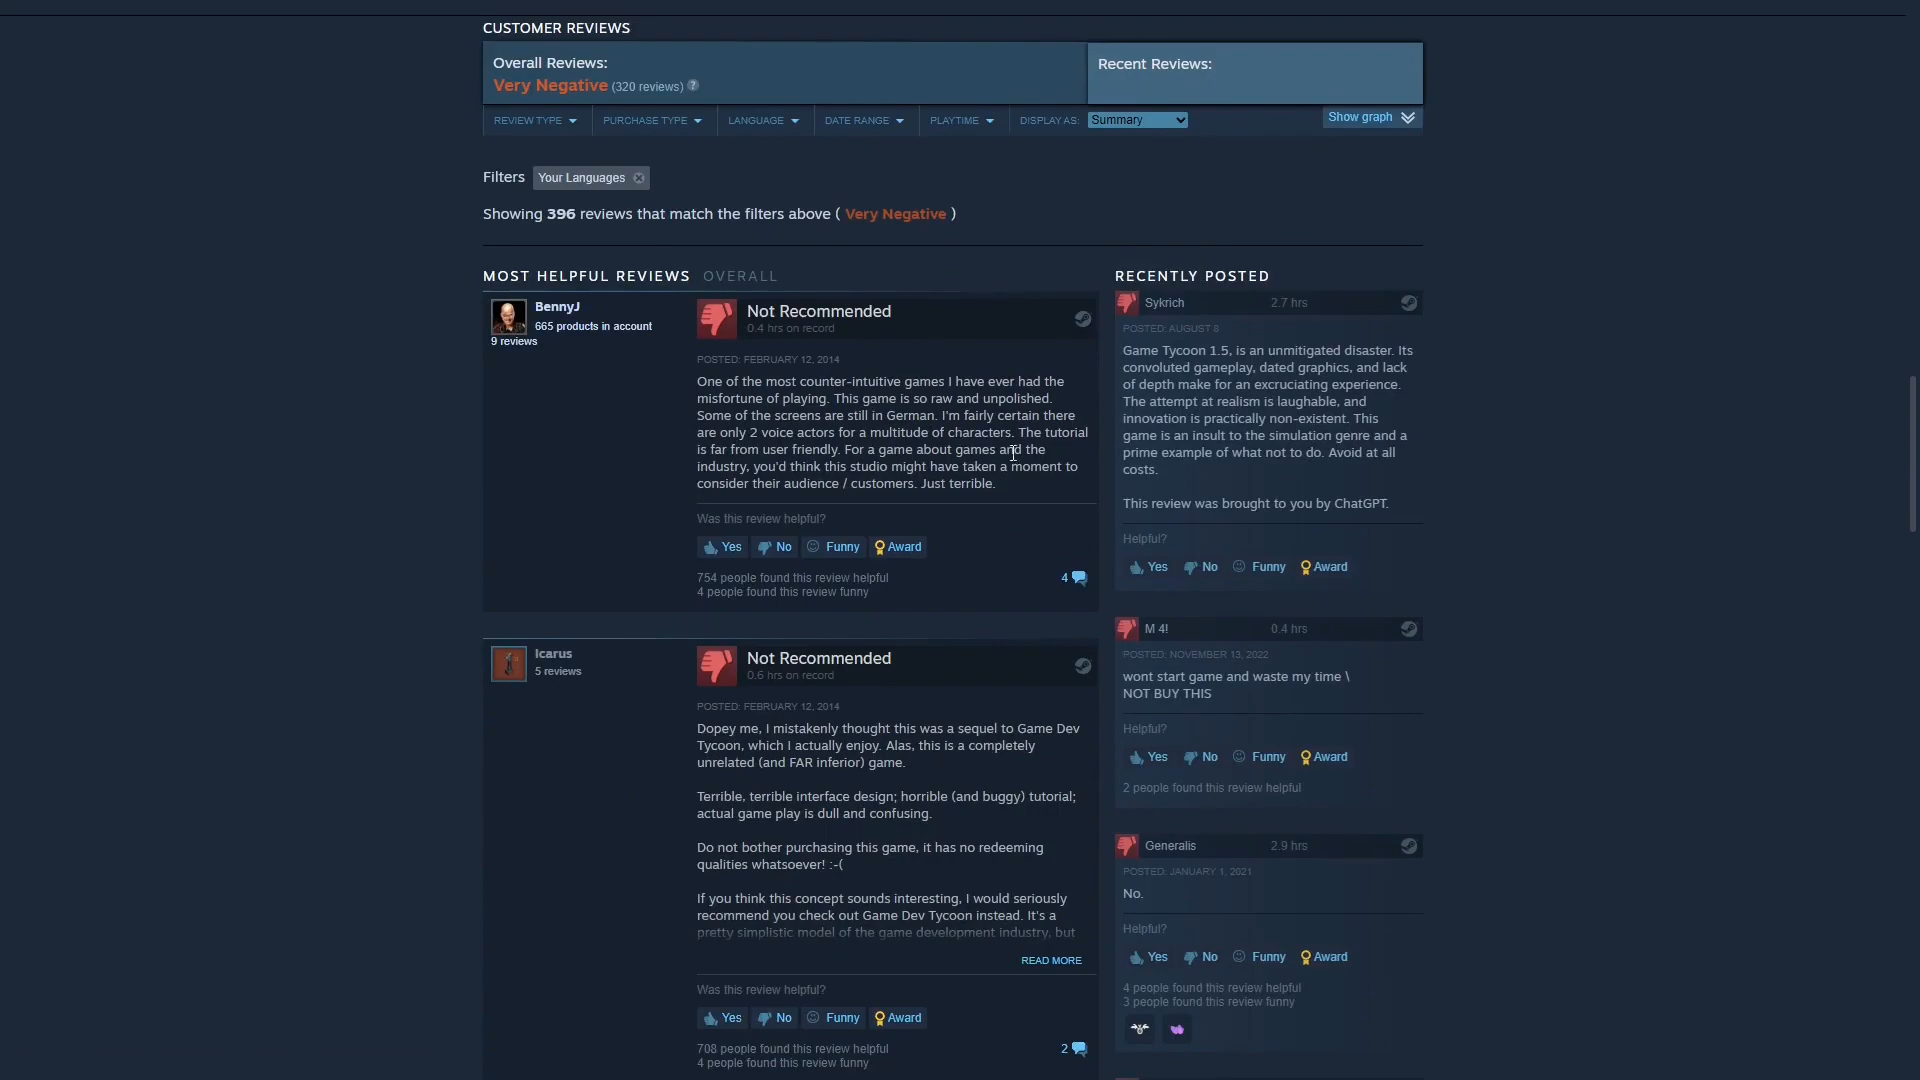 CUSTOMER REVIEWS
Overall Reviews:
Very Negative (320 reviews) ?
Recent Reviews:
REVIEW TYPE
PURCHASE TYPE
LANGUAGE
DATE RANGE
PLAYTIME
DISPLAY AS:
Summary
Show graph
Filters
Your Languages
Showing 396 reviews that match the filters above ( Very Negative )
MOST HELPFUL REVIEWS OVERALL
BennyJ
665 products in account
9 reviews
Not Recommended
0.4 hrs on record
POSTED: FEBRUARY 12, 2014
One of the most counter-intuitive games I have ever had the
misfortune of playing. This game is so raw and unpolished.
Some of the screens are still in German. I'm fairly certain there
are only 2 voice actors for a multitude of characters. The tutorial
is far from user friendly. For a game about games and the
industry, you'd think this studio might have taken a moment to
consider their audience / customers. Just terrible.
Was this review helpful?
Yes
No
Funny
Award
754 people found this review helpful
4 people found this review funny
4
Icarus
5 reviews
Not Recommended
0.6 hrs on record
POSTED: FEBRUARY 12, 2014
Dopey me, I mistakenly thought this was a sequel to Game Dev
Tycoon, which I actually enjoy. Alas, this is a completely
unrelated (and FAR inferior) game.
Terrible, terrible interface design; horrible (and buggy) tutorial;
actual game play is dull and confusing.
Do not bother purchasing this game, it has no redeeming
qualities whatsoever! :-(
If you think this concept sounds interesting, I would seriously
recommend you check out Game Dev Tycoon instead. It's a
pretty simplistic model of the game development industry, but
READ MORE
Was this review helpful?
Yes
No
Funny
Award
708 people found this review helpful
4 people found this review funny
2
RECENTLY POSTED
Sykrich
2.7 hrs
POSTED: AUGUST 8
Game Tycoon 1.5, is an unmitigated disaster. Its
convoluted gameplay, dated graphics, and lack
of depth make for an excruciating experience.
The attempt at realism is laughable, and
innovation is practically non-existent. This
game is an insult to the simulation genre and a
prime example of what not to do. Avoid at all
costs.
This review was brought to you by ChatGPT.
Helpful?
Yes
No
Funny
Award
M 4!
0.4 hrs
POSTED: NOVEMBER 13, 2022
wont start game and waste my time \
NOT BUY THIS
Helpful?
Yes
No
Funny
Award
2 people found this review helpful
Generalis
2.9 hrs
POSTED: JANUARY 1, 2021
No.
Helpful?
Yes
No
Funny
Award
4 people found this review helpful
3 people found this review funny